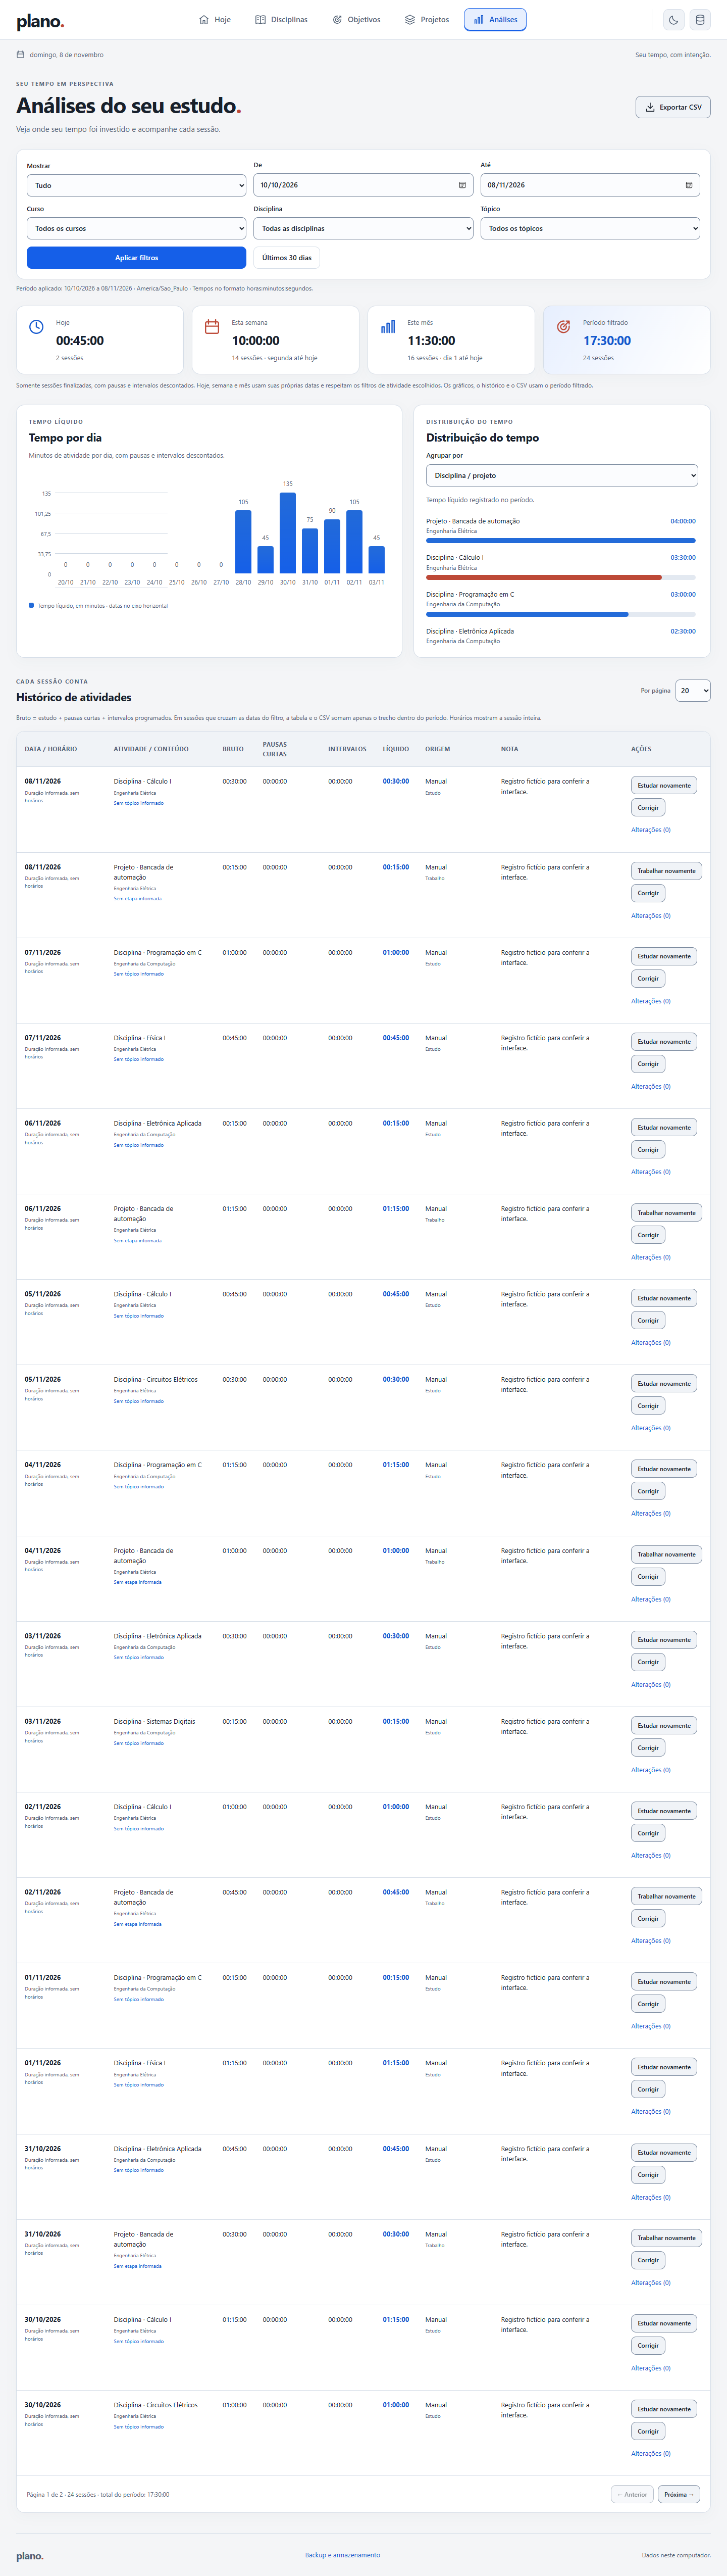 plano.
Hoje
Disciplinas
Objetivos
Projetos
Análises
domingo, 8 de novembro
Seu tempo, com intenção.
SEU TEMPO EM PERSPECTIVA
Análises do seu estudo.
Veja onde seu tempo foi investido e acompanhe cada sessão.
Exportar CSV
Mostrar
De
Até
Tudo
10/10/2026
08/11/2026
Curso
Disciplina
Tópico
Todos os cursos
Todas as disciplinas
Todos os tópicos
Aplicar filtros
Últimos 30 dias
Período aplicado: 10/10/2026 a 08/11/2026 · America/Sao_Paulo · Tempos no formato horas:minutos:segundos.
Hoje
00:45:00
2 sessões
Esta semana
10:00:00
14 sessões · segunda até hoje
Este mês
11:30:00
16 sessões · dia 1 até hoje
Período filtrado
17:30:00
24 sessões
Somente sessões finalizadas, com pausas e intervalos descontados. Hoje, semana e mês usam suas próprias datas e respeitam os filtros de atividade escolhidos. Os gráficos, o histórico e o CSV usam o período filtrado.
TEMPO LÍQUIDO
Tempo por dia
Minutos de atividade por dia, com pausas e intervalos descontados.
135
101,25
67,5
33,75
0
0 0 0 0 0 0 0 0 105 45 135 75 90 105 45
20/10 21/10 22/10 23/10 24/10 25/10 26/10 27/10 28/10 29/10 30/10 31/10 01/11 02/11 03/11
Tempo líquido, em minutos · datas no eixo horizontal
DISTRIBUIÇÃO DO TEMPO
Distribuição do tempo
Agrupar por
Disciplina / projeto
Tempo líquido registrado no período.
Projeto · Bancada de automação 04:00:00
Engenharia Elétrica
Disciplina · Cálculo I 03:30:00
Engenharia Elétrica
Disciplina · Programação em C 03:00:00
Engenharia da Computação
Disciplina · Eletrônica Aplicada 02:30:00
Engenharia da Computação
CADA SESSÃO CONTA
Histórico de atividades
Por página 20
Bruto = estudo + pausas curtas + intervalos programados. Em sessões que cruzam as datas do filtro, a tabela e o CSV somam apenas o trecho dentro do período. Horários mostram a sessão inteira.
DATA / HORÁRIO ATIVIDADE / CONTEÚDO BRUTO PAUSAS CURTAS INTERVALOS LÍQUIDO ORIGEM NOTA AÇÕES
08/11/2026 Disciplina · Cálculo I 00:30:00 00:00:00 00:00:00 00:30:00 Manual Registro fictício para conferir a interface. Estudar novamente
Duração informada, sem horários Engenharia Elétrica Estudo Corrigir
Sem tópico informado Alterações (0)
08/11/2026 Projeto · Bancada de automação 00:15:00 00:00:00 00:00:00 00:15:00 Manual Registro fictício para conferir a interface. Trabalhar novamente
Duração informada, sem horários Engenharia Elétrica Trabalho Corrigir
Sem etapa informada Alterações (0)
07/11/2026 Disciplina · Programação em C 01:00:00 00:00:00 00:00:00 01:00:00 Manual Registro fictício para conferir a interface. Estudar novamente
Duração informada, sem horários Engenharia da Computação Estudo Corrigir
Sem tópico informado Alterações (0)
07/11/2026 Disciplina · Física I 00:45:00 00:00:00 00:00:00 00:45:00 Manual Registro fictício para conferir a interface. Estudar novamente
Duração informada, sem horários Engenharia Elétrica Estudo Corrigir
Sem tópico informado Alterações (0)
06/11/2026 Disciplina · Eletrônica Aplicada 00:15:00 00:00:00 00:00:00 00:15:00 Manual Registro fictício para conferir a interface. Estudar novamente
Duração informada, sem horários Engenharia da Computação Estudo Corrigir
Sem tópico informado Alterações (0)
06/11/2026 Projeto · Bancada de automação 01:15:00 00:00:00 00:00:00 01:15:00 Manual Registro fictício para conferir a interface. Trabalhar novamente
Duração informada, sem horários Engenharia Elétrica Trabalho Corrigir
Sem etapa informada Alterações (0)
05/11/2026 Disciplina · Cálculo I 00:45:00 00:00:00 00:00:00 00:45:00 Manual Registro fictício para conferir a interface. Estudar novamente
Duração informada, sem horários Engenharia Elétrica Estudo Corrigir
Sem tópico informado Alterações (0)
05/11/2026 Disciplina · Circuitos Elétricos 00:30:00 00:00:00 00:00:00 00:30:00 Manual Registro fictício para conferir a interface. Estudar novamente
Duração informada, sem horários Engenharia Elétrica Estudo Corrigir
Sem tópico informado Alterações (0)
04/11/2026 Disciplina · Programação em C 01:15:00 00:00:00 00:00:00 01:15:00 Manual Registro fictício para conferir a interface. Estudar novamente
Duração informada, sem horários Engenharia da Computação Estudo Corrigir
Sem tópico informado Alterações (0)
04/11/2026 Projeto · Bancada de automação 01:00:00 00:00:00 00:00:00 01:00:00 Manual Registro fictício para conferir a interface. Trabalhar novamente
Duração informada, sem horários Engenharia Elétrica Trabalho Corrigir
Sem etapa informada Alterações (0)
03/11/2026 Disciplina · Eletrônica Aplicada 00:30:00 00:00:00 00:00:00 00:30:00 Manual Registro fictício para conferir a interface. Estudar novamente
Duração informada, sem horários Engenharia da Computação Estudo Corrigir
Sem tópico informado Alterações (0)
03/11/2026 Disciplina · Sistemas Digitais 00:15:00 00:00:00 00:00:00 00:15:00 Manual Registro fictício para conferir a interface. Estudar novamente
Duração informada, sem horários Engenharia da Computação Estudo Corrigir
Sem tópico informado Alterações (0)
02/11/2026 Disciplina · Cálculo I 01:00:00 00:00:00 00:00:00 01:00:00 Manual Registro fictício para conferir a interface. Estudar novamente
Duração informada, sem horários Engenharia Elétrica Estudo Corrigir
Sem tópico informado Alterações (0)
02/11/2026 Projeto · Bancada de automação 00:45:00 00:00:00 00:00:00 00:45:00 Manual Registro fictício para conferir a interface. Trabalhar novamente
Duração informada, sem horários Engenharia Elétrica Trabalho Corrigir
Sem etapa informada Alterações (0)
01/11/2026 Disciplina · Programação em C 00:15:00 00:00:00 00:00:00 00:15:00 Manual Registro fictício para conferir a interface. Estudar novamente
Duração informada, sem horários Engenharia da Computação Estudo Corrigir
Sem tópico informado Alterações (0)
01/11/2026 Disciplina · Física I 01:15:00 00:00:00 00:00:00 01:15:00 Manual Registro fictício para conferir a interface. Estudar novamente
Duração informada, sem horários Engenharia Elétrica Estudo Corrigir
Sem tópico informado Alterações (0)
31/10/2026 Disciplina · Eletrônica Aplicada 00:45:00 00:00:00 00:00:00 00:45:00 Manual Registro fictício para conferir a interface. Estudar novamente
Duração informada, sem horários Engenharia da Computação Estudo Corrigir
Sem tópico informado Alterações (0)
31/10/2026 Projeto · Bancada de automação 00:30:00 00:00:00 00:00:00 00:30:00 Manual Registro fictício para conferir a interface. Trabalhar novamente
Duração informada, sem horários Engenharia Elétrica Trabalho Corrigir
Sem etapa informada Alterações (0)
30/10/2026 Disciplina · Cálculo I 01:15:00 00:00:00 00:00:00 01:15:00 Manual Registro fictício para conferir a interface. Estudar novamente
Duração informada, sem horários Engenharia Elétrica Estudo Corrigir
Sem tópico informado Alterações (0)
30/10/2026 Disciplina · Circuitos Elétricos 01:00:00 00:00:00 00:00:00 01:00:00 Manual Registro fictício para conferir a interface. Estudar novamente
Duração informada, sem horários Engenharia Elétrica Estudo Corrigir
Sem tópico informado Alterações (0)
Página 1 de 2 · 24 sessões · total do período: 17:30:00
← Anterior
Próxima →
plano.
Backup e armazenamento
Dados neste computador.